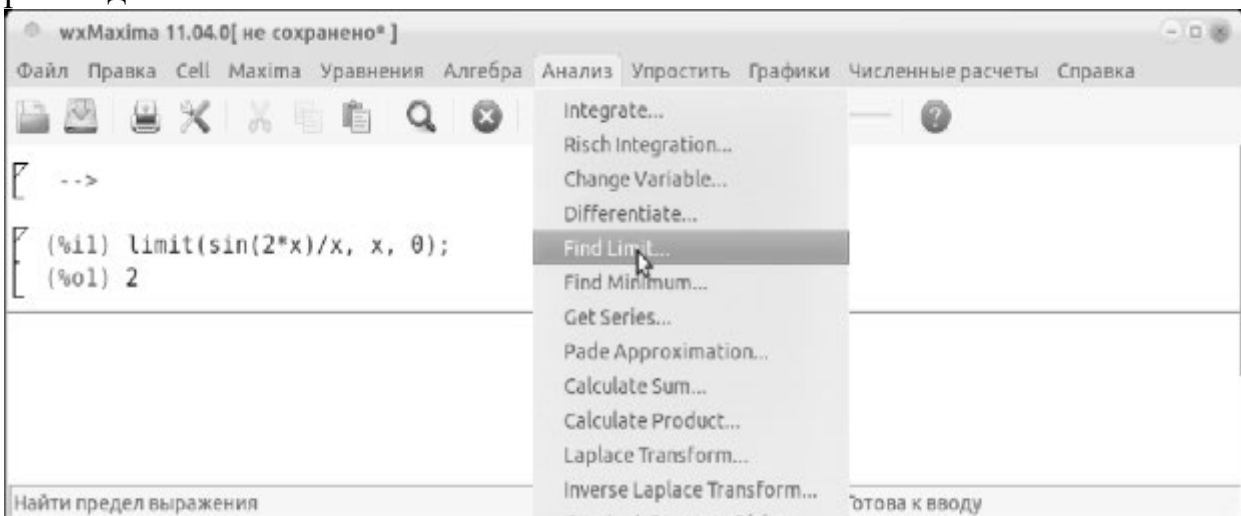 wxMaxima 11.04.0[ не сохранено* ]
Файл Правка Cell Maxima Уравнения Алгебра Анализ Упростить Графики Численные расчеты Справка
Integrate...
Risch Integration...
-->
Change Variable...
Differentiate...
(%i1) limit(sin(2*x)/x, x, 0);
Find Limit...
(%o1) 2
Find Minimum...
Get Series...
Pade Approximation...
Calculate Sum...
Calculate Product...
Laplace Transform...
Inverse Laplace Transform...
Найти предел выражения
отова к вводу